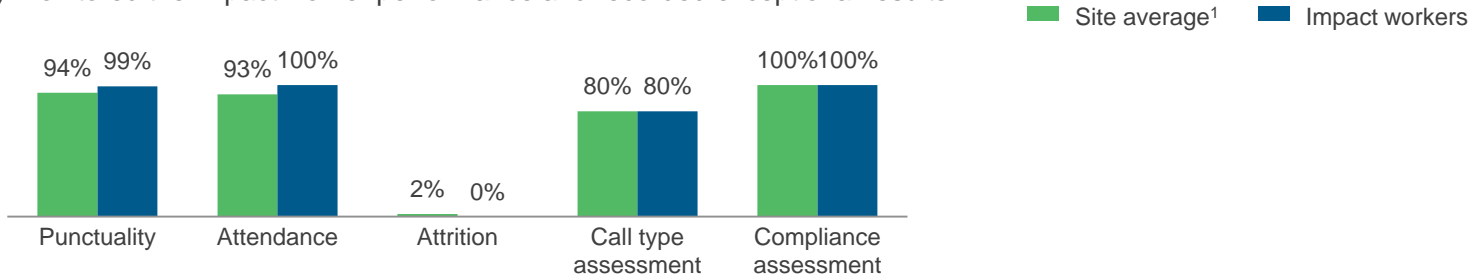 Site average¹ Impact workers
94% 99% 93% 100% 2% 0% 80% 80% 100%100%
Punctuality Attendance Attrition Call type assessment Compliance assessment